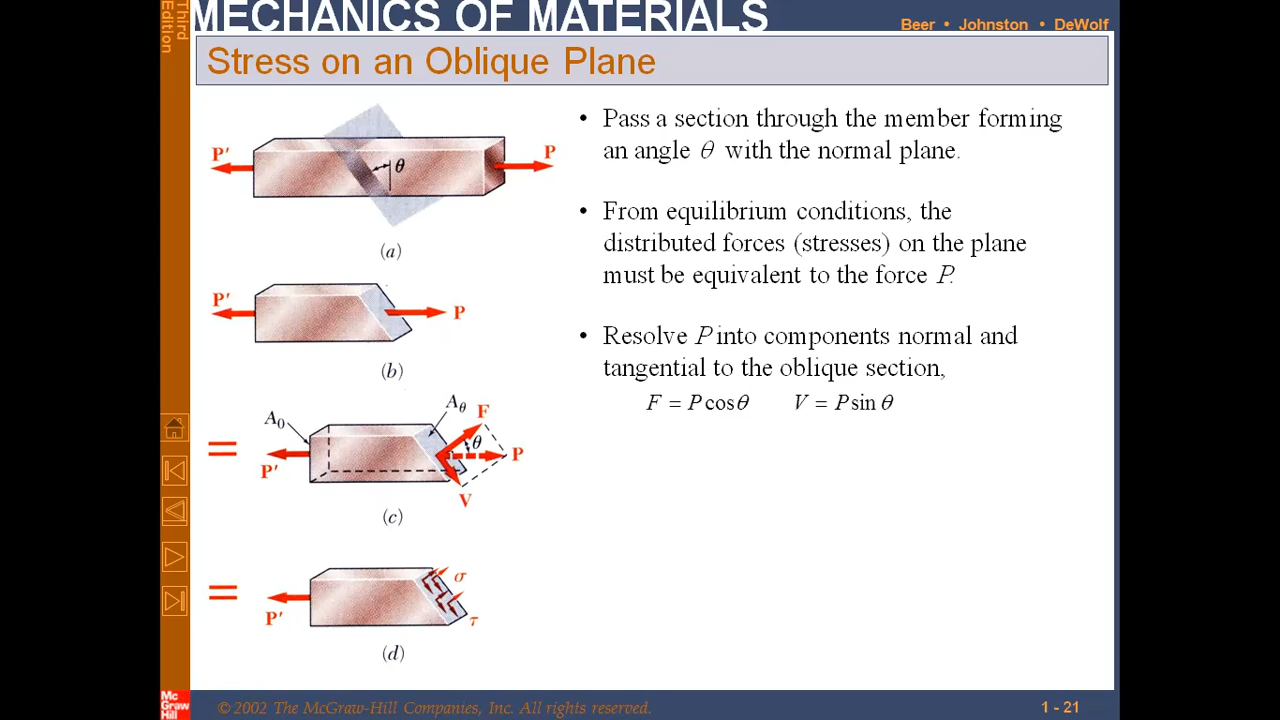 Third
Edition
MECHANICS OF MATERIALS
Beer • Johnston • DeWolf
Stress on an Oblique Plane
P'
P
θ
(a)
P'
P
(b)
A₀
Aθ
F
θ
P
=
P'
V
(c)
=
σ
P'
τ
(d)
• Pass a section through the member forming
an angle θ with the normal plane.
• From equilibrium conditions, the
distributed forces (stresses) on the plane
must be equivalent to the force P.
• Resolve P into components normal and
tangential to the oblique section,
F = P cos θ V = P sin θ
Mc
Graw
Hill
©2002 The McGraw-Hill Companies, Inc. All rights reserved.
1 - 21